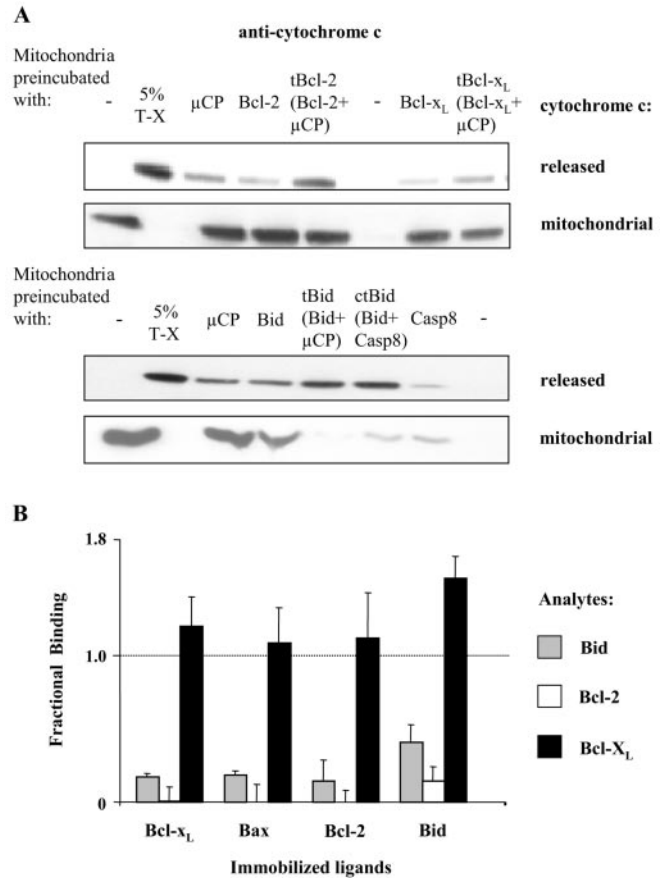 A
anti-cytochrome c
Mitochondria
preincubated
with:
- 5% T-X µCP Bcl-2 tBcl-2 (Bcl-2+ µCP) - Bcl-xL tBcl-xL (Bcl-xL+ µCP) cytochrome c:
released
mitochondrial
Mitochondria
preincubated
with:
- 5% T-X µCP Bid tBid (Bid+ µCP) ctBid (Bid+ Casp8) Casp8 -
released
mitochondrial
B
1.8
1.0
0
Fractional Binding
Bcl-xL Bax Bcl-2 Bid
Immobilized ligands
Analytes:
Bid
Bcl-2
Bcl-XL